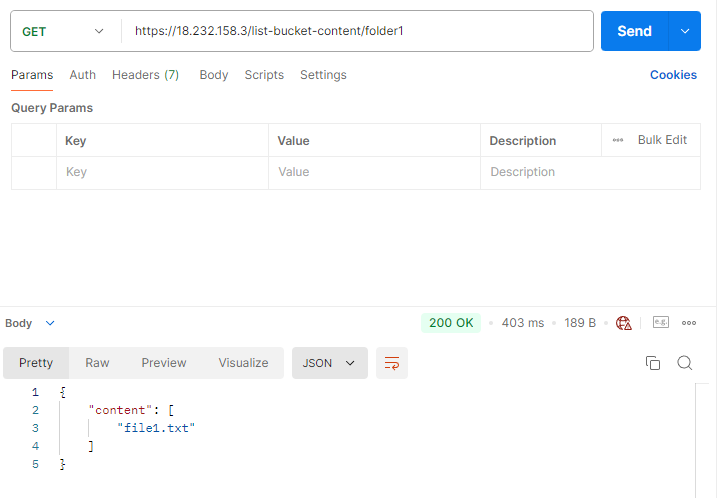 GET https://18.232.158.3/list-bucket-content/folder1 Send
Params Auth Headers (7) Body Scripts Settings Cookies
Query Params
Key Value Description Bulk Edit
Key Value Description
Body 200 OK 403 ms 189 B e.g.
Pretty Raw Preview Visualize JSON
1 {
2 "content": [
3 "file1.txt"
4 ]
5 }